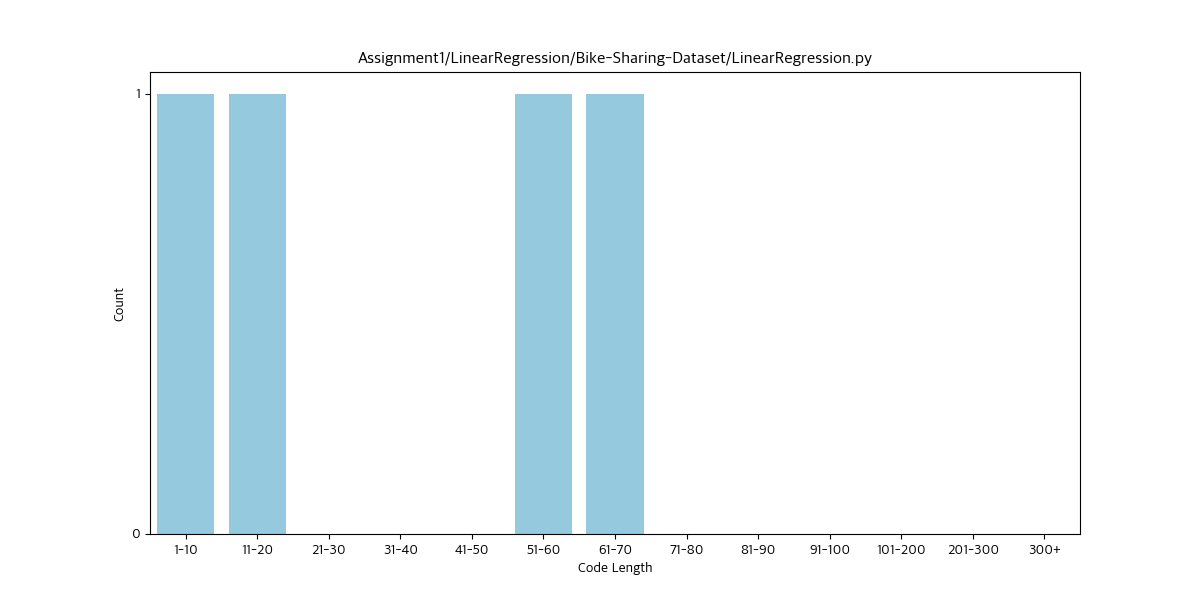 Assignment1/LinearRegression/Bike-Sharing-Dataset/LinearRegression.py
1
Count
0
1-10 11-20 21-30 31-40 41-50 51-60 61-70 71-80 81-90 91-100 101-200 201-300 300+
Code Length